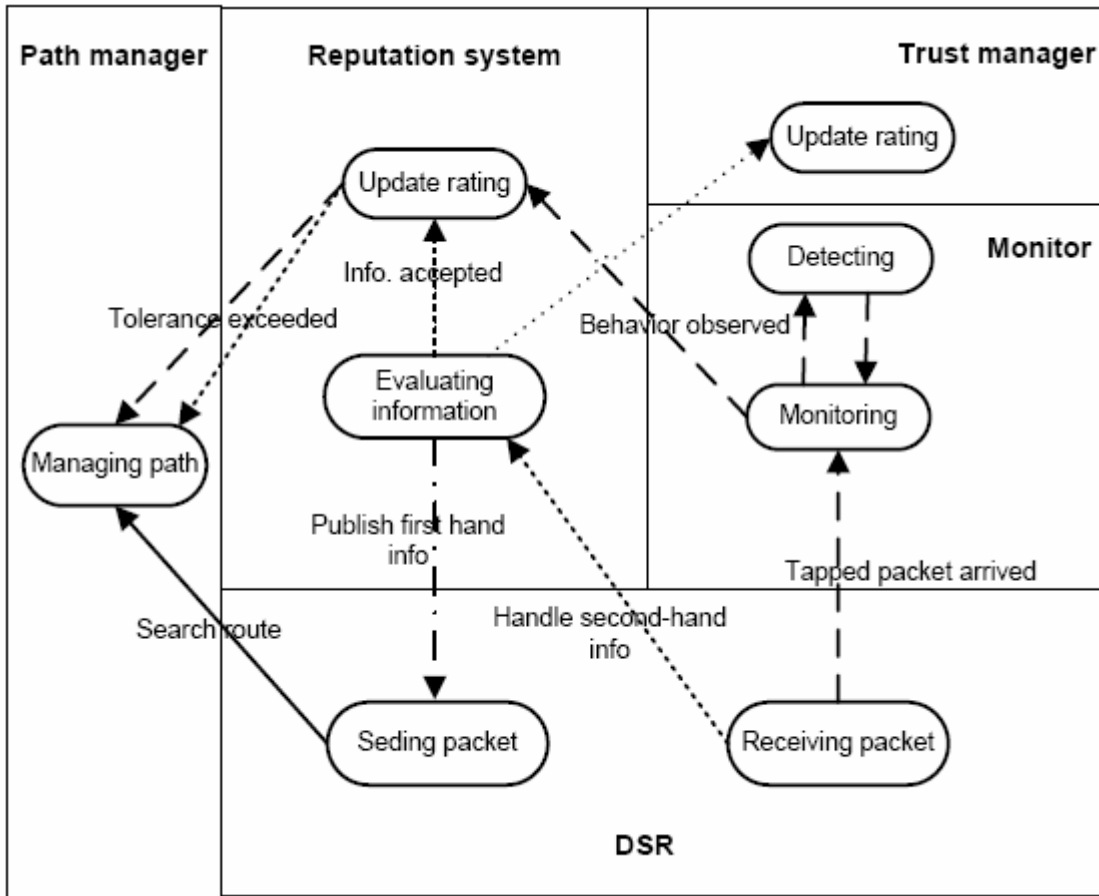 Path manager
Reputation system
Trust manager
Update rating
Update rating
Monitor
Detecting
Info. accepted
Tolerance exceeded
Behavior observed
Evaluating
information
Monitoring
Managing path
Publish first hand
info
Tapped packet arrived
Search route
Handle second-hand
info
Seding packet
Receiving packet
DSR